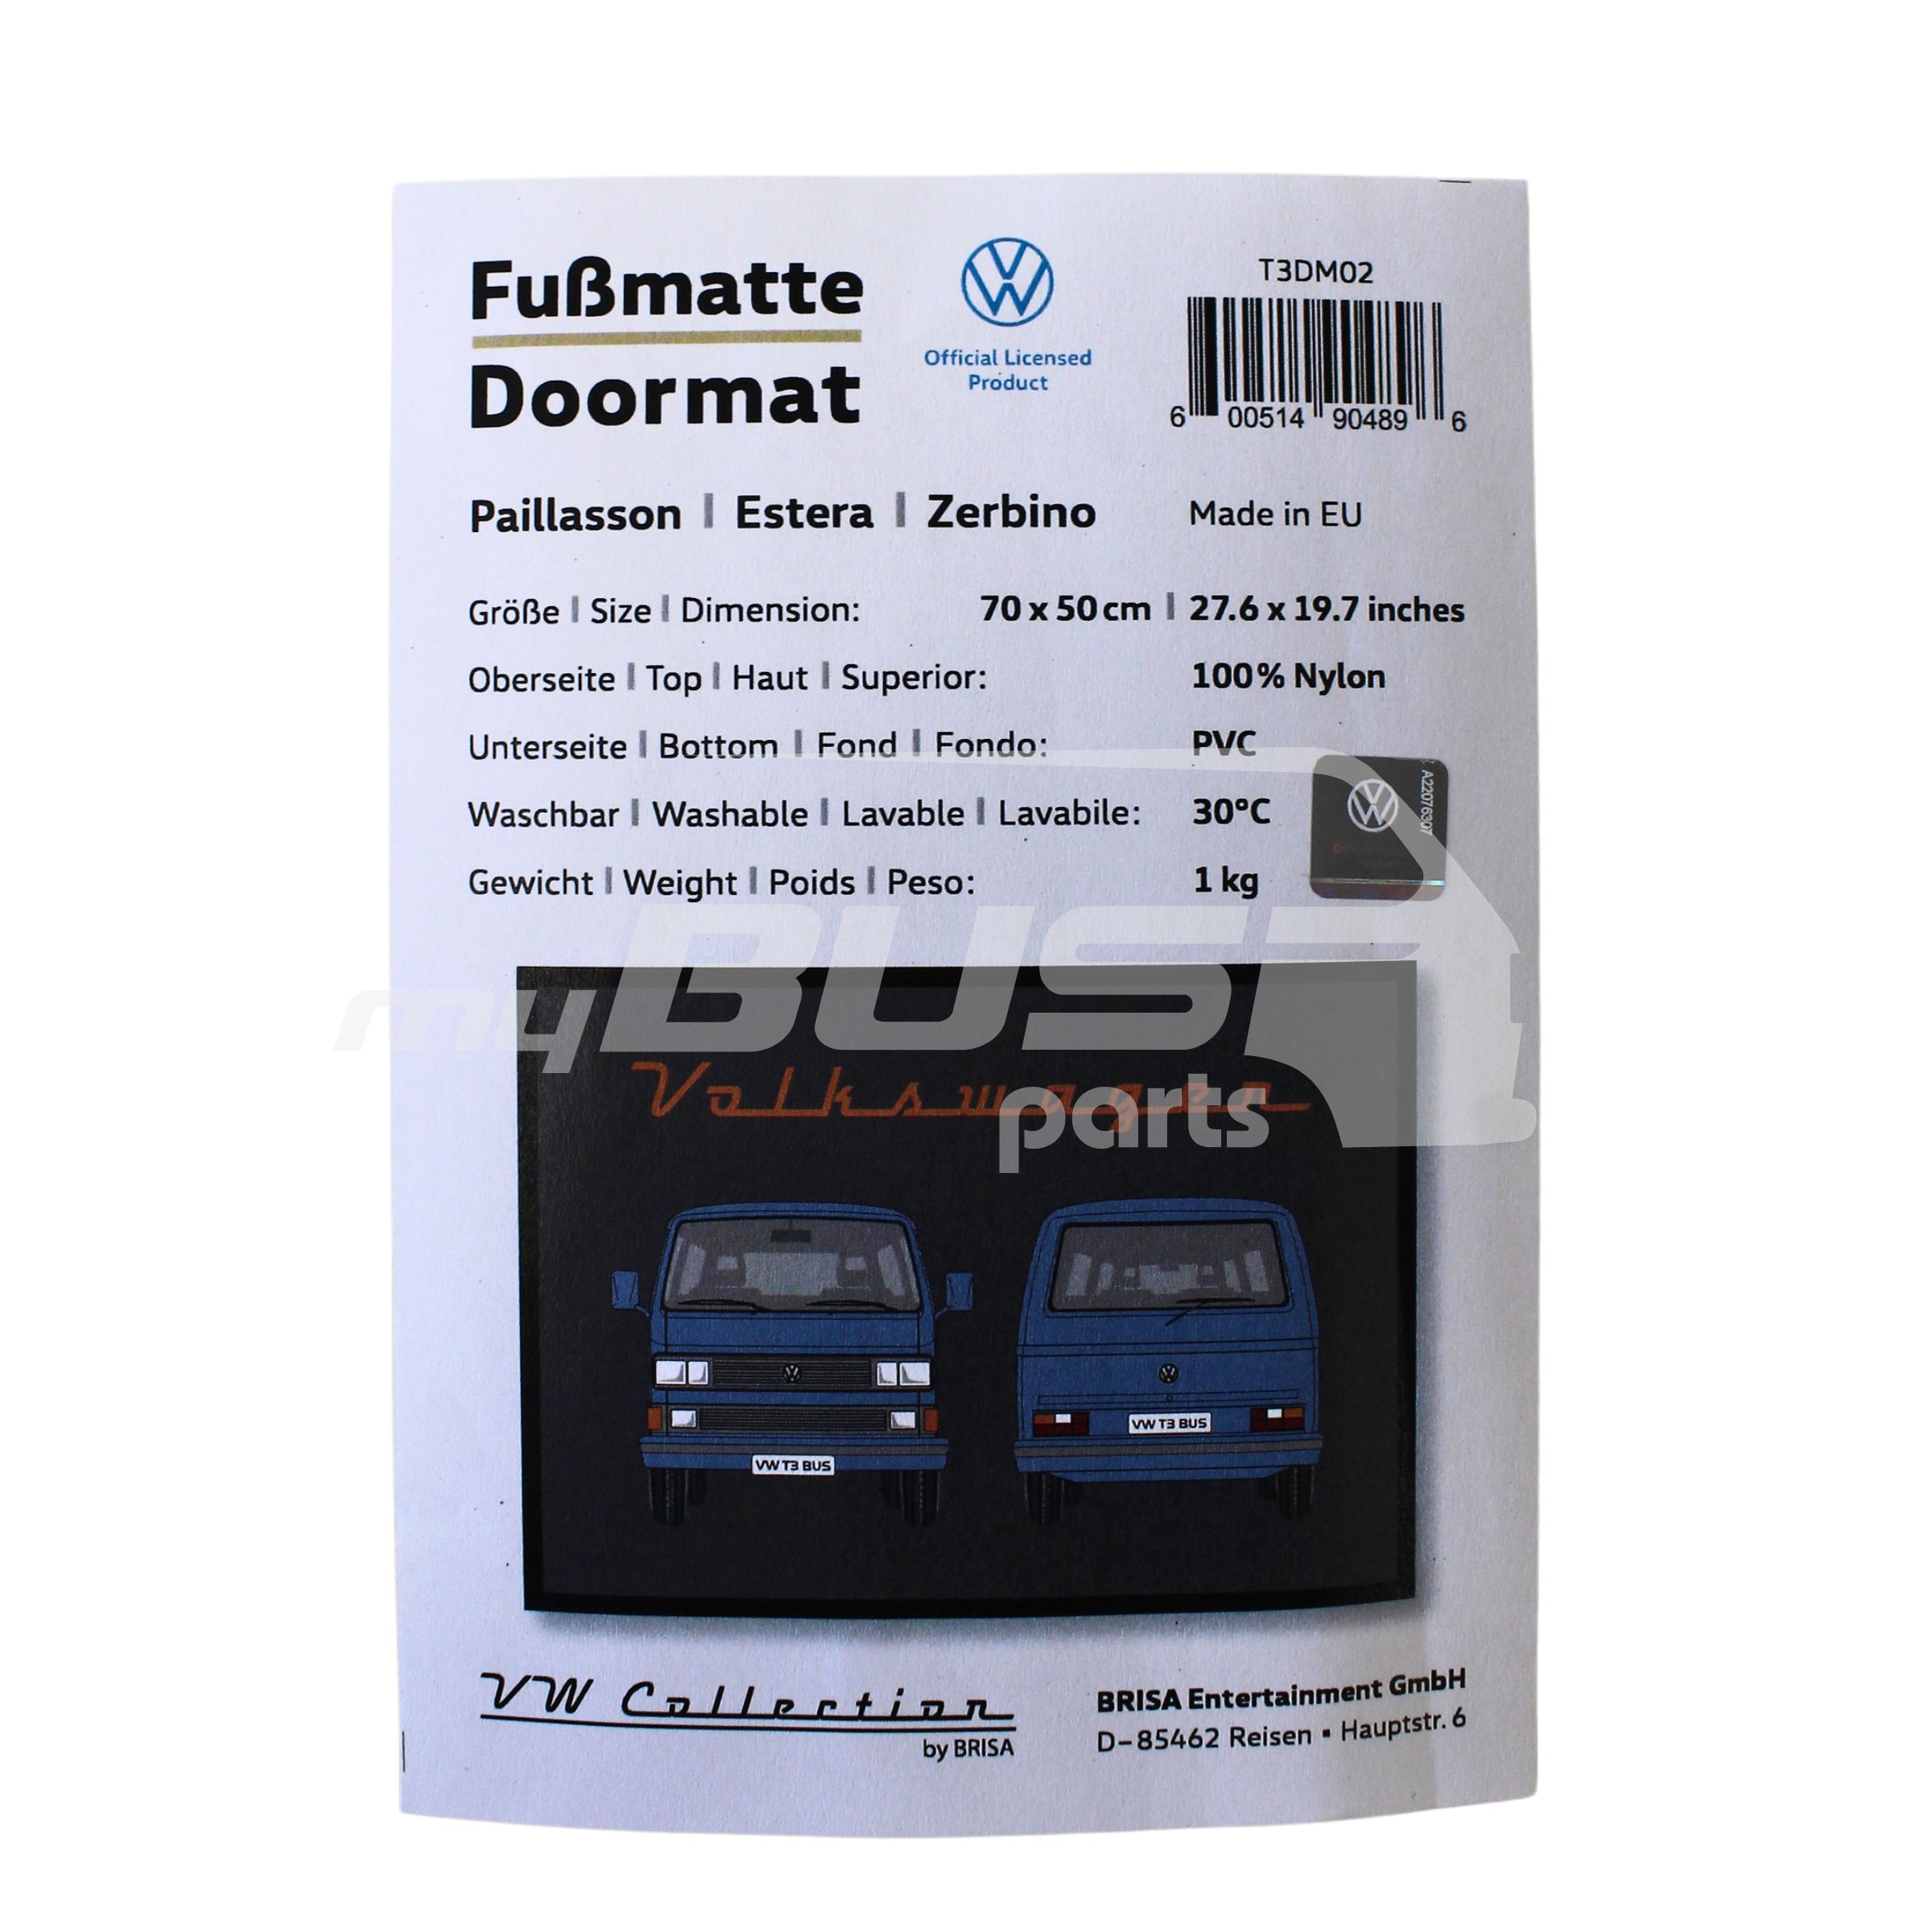 Fußmatte
Doormat
Official Licensed
Product
T3DM02
6 00514 90489 6
Paillasson | Estera | Zerbino
Made in EU
Größe | Size | Dimension: 70 x 50 cm | 27.6 x 19.7 inches
Oberseite | Top | Haut | Superior: 100% Nylon
Unterseite | Bottom | Fond | Fondo: PVC
Waschbar | Washable | Lavable | Lavabile: 30°C
Gewicht | Weight | Poids | Peso: 1 kg
A22076307
myBUS
parts
Volkswagen
VW T3 BUS
VW T3 BUS
VW Collection
by BRISA
BRISA Entertainment GmbH
D-85462 Reisen ▪ Hauptstr. 6